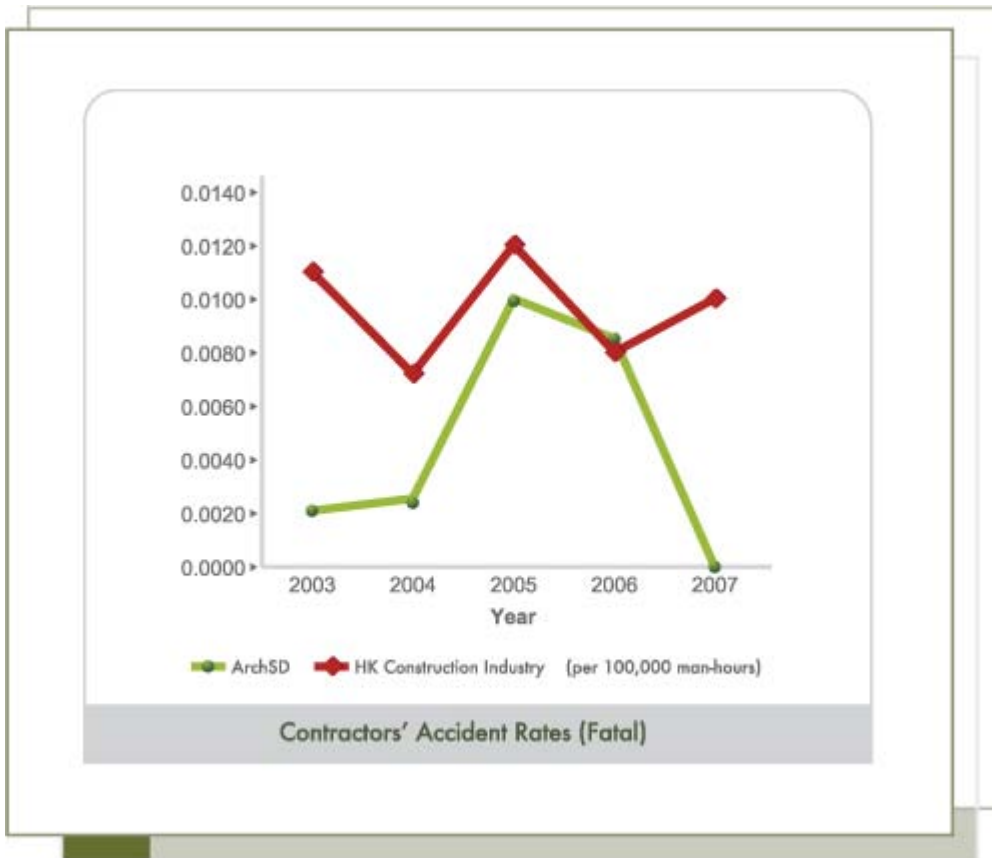 0.0140
0.0120
0.0100
0.0080
0.0060
0.0040
0.0020
0.0000
2003 2004 2005 2006 2007
Year
ArchSD HK Construction Industry (per 100,000 man-hours)
Contractors' Accident Rates (Fatal)